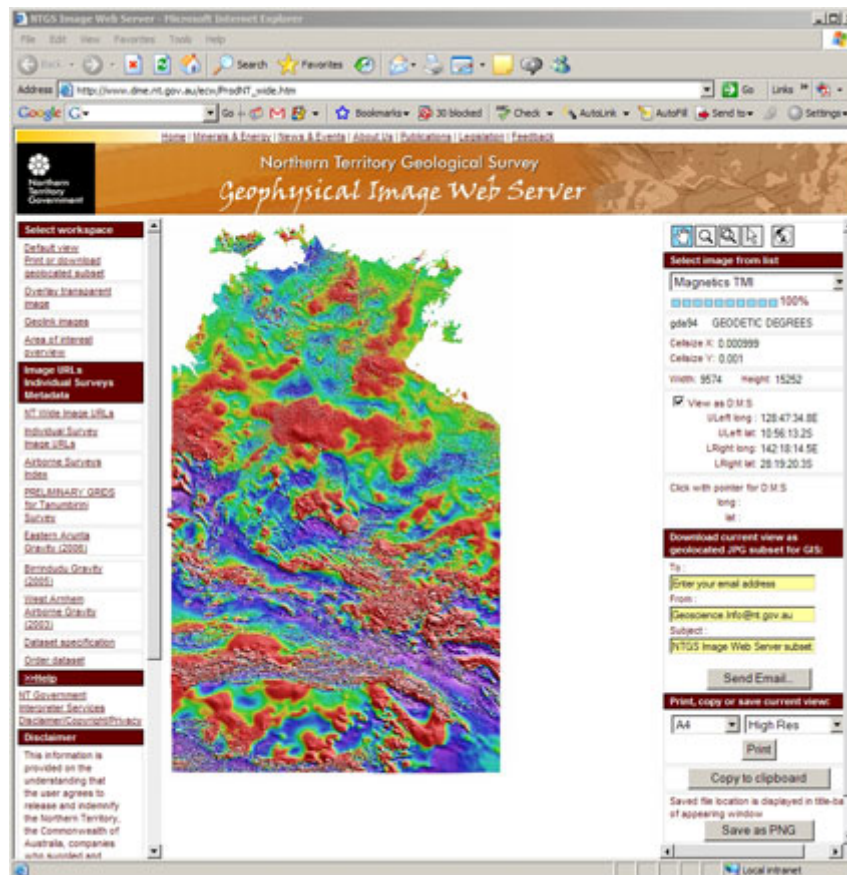 NTGS Image Web Server - Microsoft Internet Explorer
File Edit View Favorites Tools Help
Back Search Favorites
Address http://www.dme.nt.gov.au/ecw/ProdNT_wide.htm Go Links »
Google G Go Bookmarks 30 blocked Check AutoLink AutoFill Send to Settings
Home | Minerals & Energy | News & Events | About Us | Publications | Legislation | Feedback
Northern Territory Government
Northern Territory Geological Survey
Geophysical Image Web Server
Select workspace
Default view
Print or download
geolocated subset
Overlay transparent
image
Geolink images
Area of interest
overview
Image URLs
Individual Surveys
Metadata
NT Wide Image URLs
Individual Survey
Image URLs
Airborne Surveys
Index
PRELIMINARY GRIDS
for Tanumbirini
Survey
Eastern Arunta
Gravity (2006)
Birrindudu Gravity
(2005)
West Arnhem
Airborne Gravity
(2003)
Dataset specification
Order dataset
>>Help
NT Government
Interpreter Services
Disclaimer/Copyright/Privacy
Disclaimer
This information is
provided on the
understanding that
the user agrees to
release and indemnify
the Northern Territory,
the Commonwealth of
Australia, companies
who supplied and
Select image from list
Magnetics TMI
100%
gda94 GEODETIC DEGREES
Cellsize X: 0.000999
Cellsize Y: 0.001
Width: 9574 Height: 15252
View as D:M:S
ULeft long : 128:47:34.8E
ULeft lat: 10:56:13.2S
LRight long: 142:18:14.5E
LRight lat: 28:19:20.3S
Click with pointer for D:M:S
long :
lat :
Download current view as
geolocated JPG subset for GIS:
To :
Enter your email address
From :
Geoscience.Info@nt.gov.au
Subject :
NTGS Image Web Server subset
Send Email...
Print, copy or save current view:
A4 High Res
Print
Copy to clipboard
Saved file location is displayed in title-ba
of appearing window
Save as PNG
Local intranet